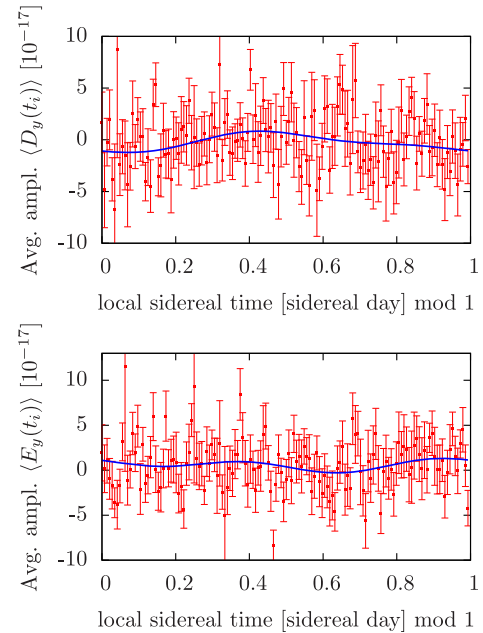 10
5
0
-5
-10
Avg. ampl. ⟨D_y(t_i)⟩ [10^{-17}]
0 0.2 0.4 0.6 0.8 1
local sidereal time [sidereal day] mod 1
10
5
0
-5
-10
Avg. ampl. ⟨E_y(t_i)⟩ [10^{-17}]
0 0.2 0.4 0.6 0.8 1
local sidereal time [sidereal day] mod 1